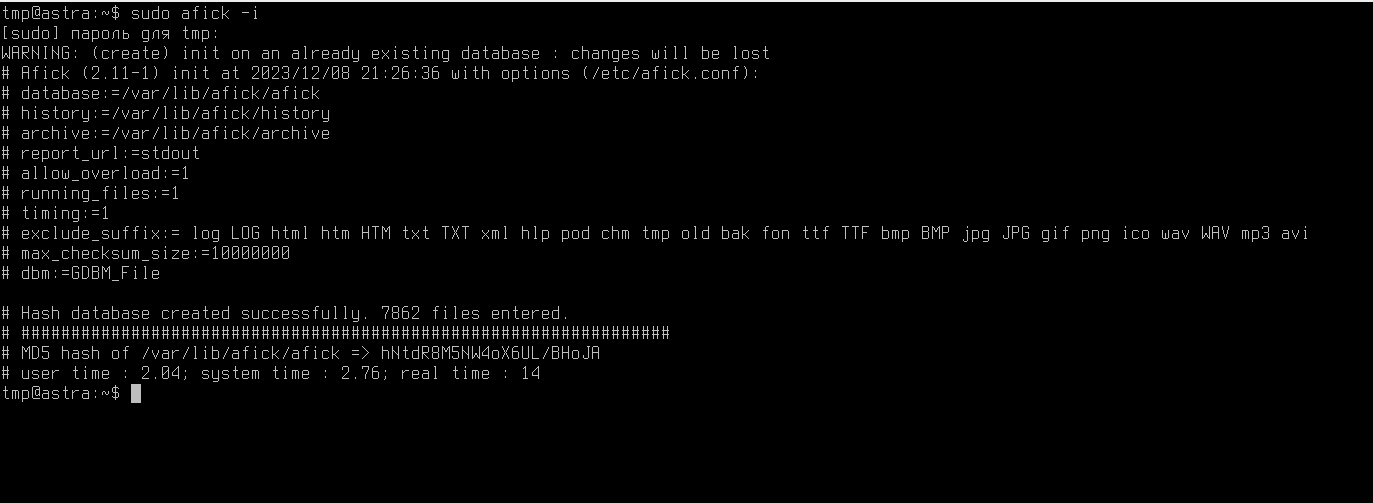 tmp@astra:~$ sudo afick -i
[sudo] пароль для tmp:
WARNING: (create) init on an already existing database : changes will be lost
# Afick (2.11-1) init at 2023/12/08 21:26:36 with options (/etc/afick.conf):
# database:=/var/lib/afick/afick
# history:=/var/lib/afick/history
# archive:=/var/lib/afick/archive
# report_url:=stdout
# allow_overload:=1
# running_files:=1
# timing:=1
# exclude_suffix:= log LOG html htm HTM txt TXT xml hlp pod chm tmp old bak fon ttf TTF bmp BMP jpg JPG gif png ico wav WAV mp3 avi
# max_checksum_size:=10000000
# dbm:=GDBM_File
# Hash database created successfully. 7862 files entered.
# #################################################################
# MD5 hash of /var/lib/afick/afick => hNtdR8M5NW4oX6UL/BHoJA
# user time : 2.04; system time : 2.76; real time : 14
tmp@astra:~$